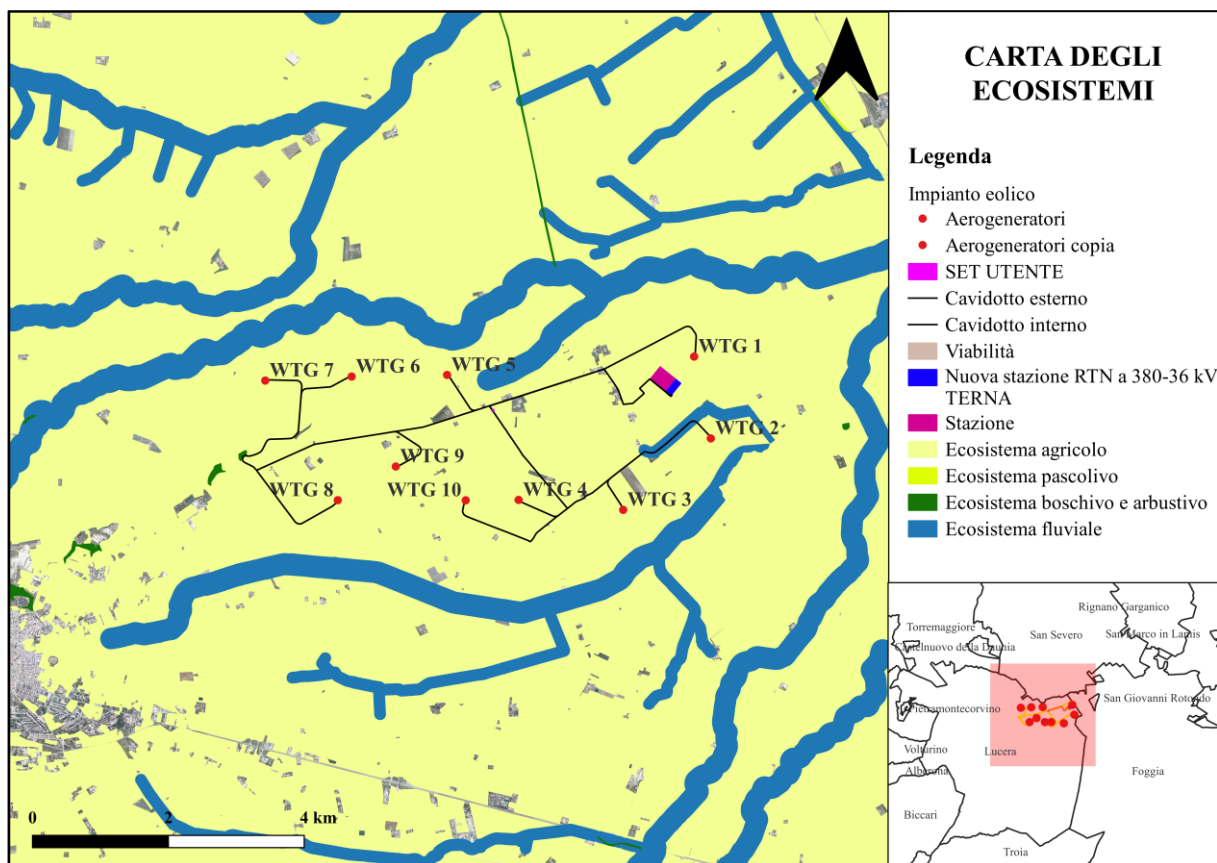 CARTA DEGLI
ECOSISTEMI
Legenda
Impianto eolico
Aerogeneratori
Aerogeneratori copia
SET UTENTE
Cavidotto esterno
Cavidotto interno
Viabilità
Nuova stazione RTN a 380-36 kV
TERNA
Stazione
Ecosistema agricolo
Ecosistema pascolivo
Ecosistema boschivo e arbustivo
Ecosistema fluviale
WTG 1
WTG 7
WTG 6
WTG 5
WTG 2
WTG 9
WTG 8
WTG 10
WTG 4
WTG 3
0 2 4 km
Rignano Garganico
Torremaggiore
San Severo
San Marco in Lamis
Castelnuovo della Daunia
San Giovanni Rotondo
Pietramontecorvino
Volturino
Lucera
Alberona
Foggia
Biccari
Troia